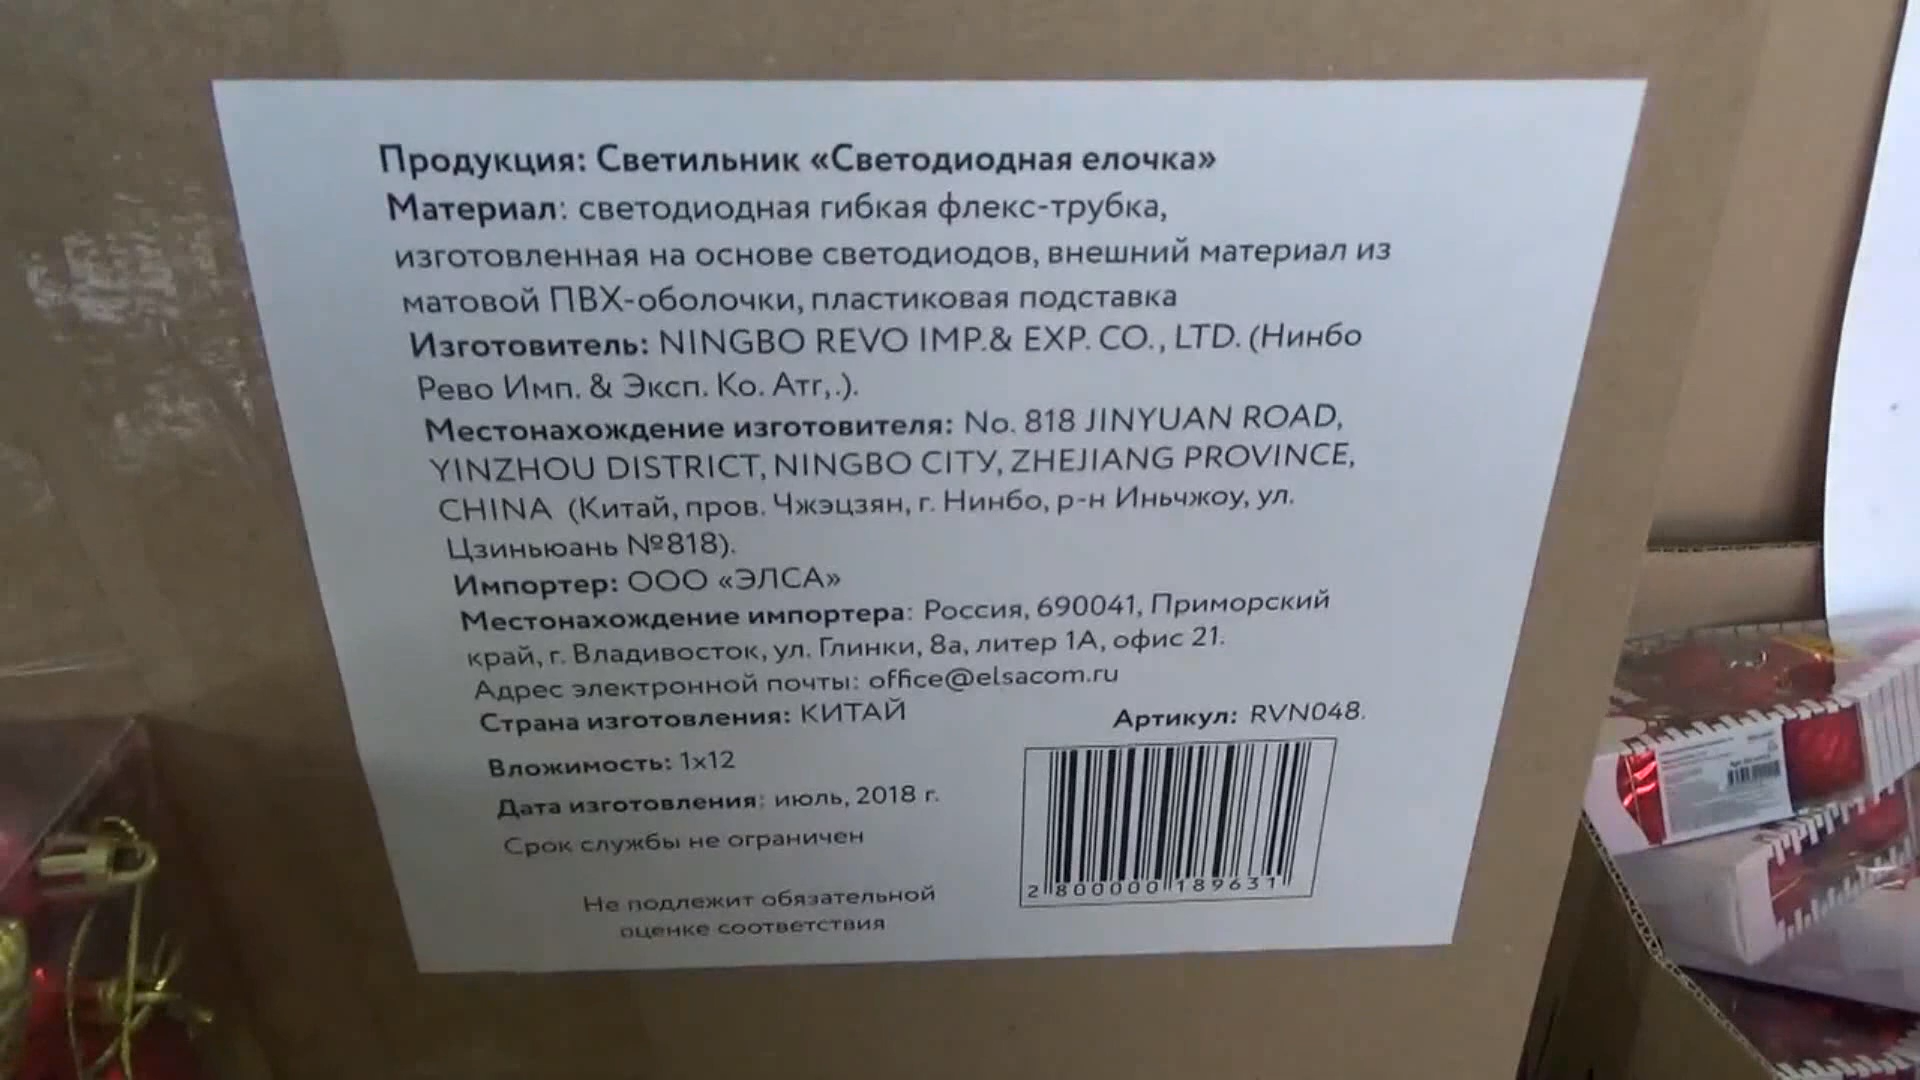 Продукция: Светильник «Светодиодная елочка»
Материал: светодиодная гибкая флекс-трубка,
изготовленная на основе светодиодов, внешний материал из
матовой ПВХ-оболочки, пластиковая подставка
Изготовитель: NINGBO REVO IMP.& EXP. CO., LTD. (Нинбо
Рево Имп. & Эксп. Ко. Атг,.).
Местонахождение изготовителя: No. 818 JINYUAN ROAD,
YINZHOU DISTRICT, NINGBO CITY, ZHEJIANG PROVINCE,
CHINA (Китай, пров. Чжэцзян, г. Нинбо, р-н Иньчжоу, ул.
Цзиньюань №818).
Импортер: ООО «ЭЛСА»
Местонахождение импортера: Россия, 690041, Приморский
край, г. Владивосток, ул. Глинки, 8а, литер 1А, офис 21.
Адрес электронной почты: office@elsacom.ru
Страна изготовления: КИТАЙ
Артикул: RVN048.
Вложимость: 1x12
Дата изготовления: июль, 2018 г.
Срок службы не ограничен
2 800000 189631
Не подлежит обязательной
оценке соответствия